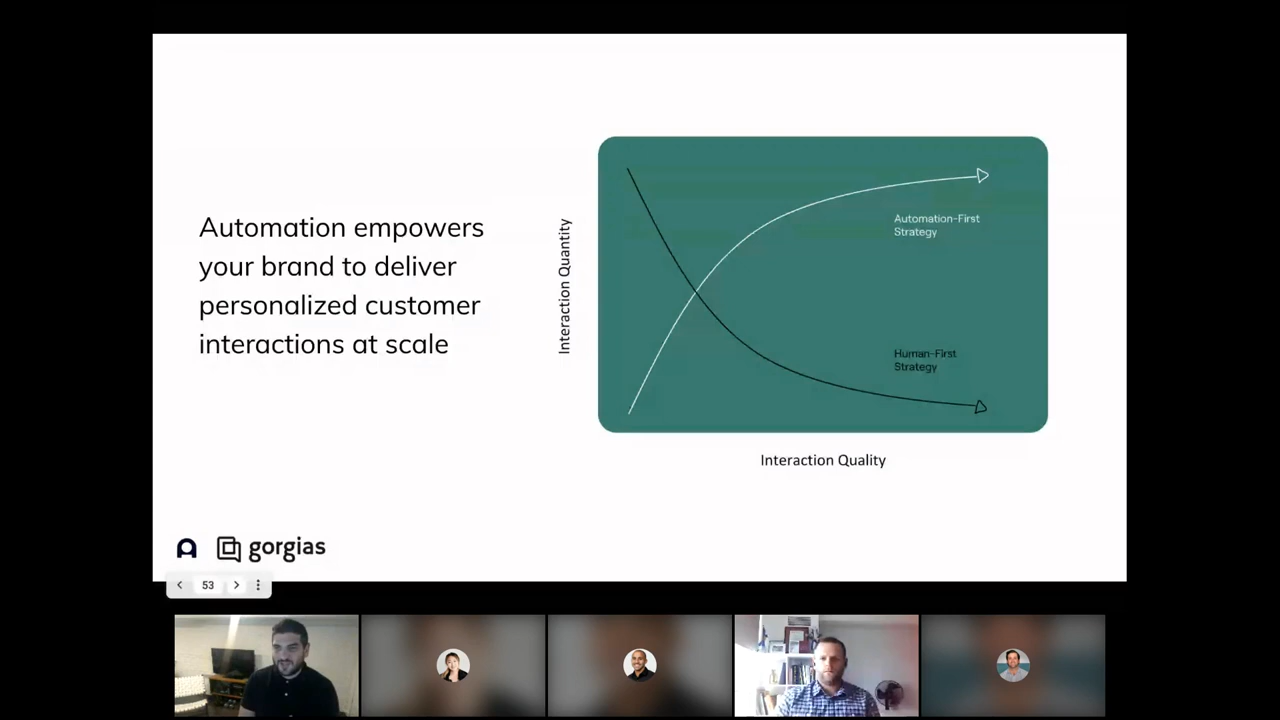 Automation empowers
your brand to deliver
personalized customer
interactions at scale
Interaction Quantity
Automation-First
Strategy
Human-First
Strategy
Interaction Quality
gorgias
53